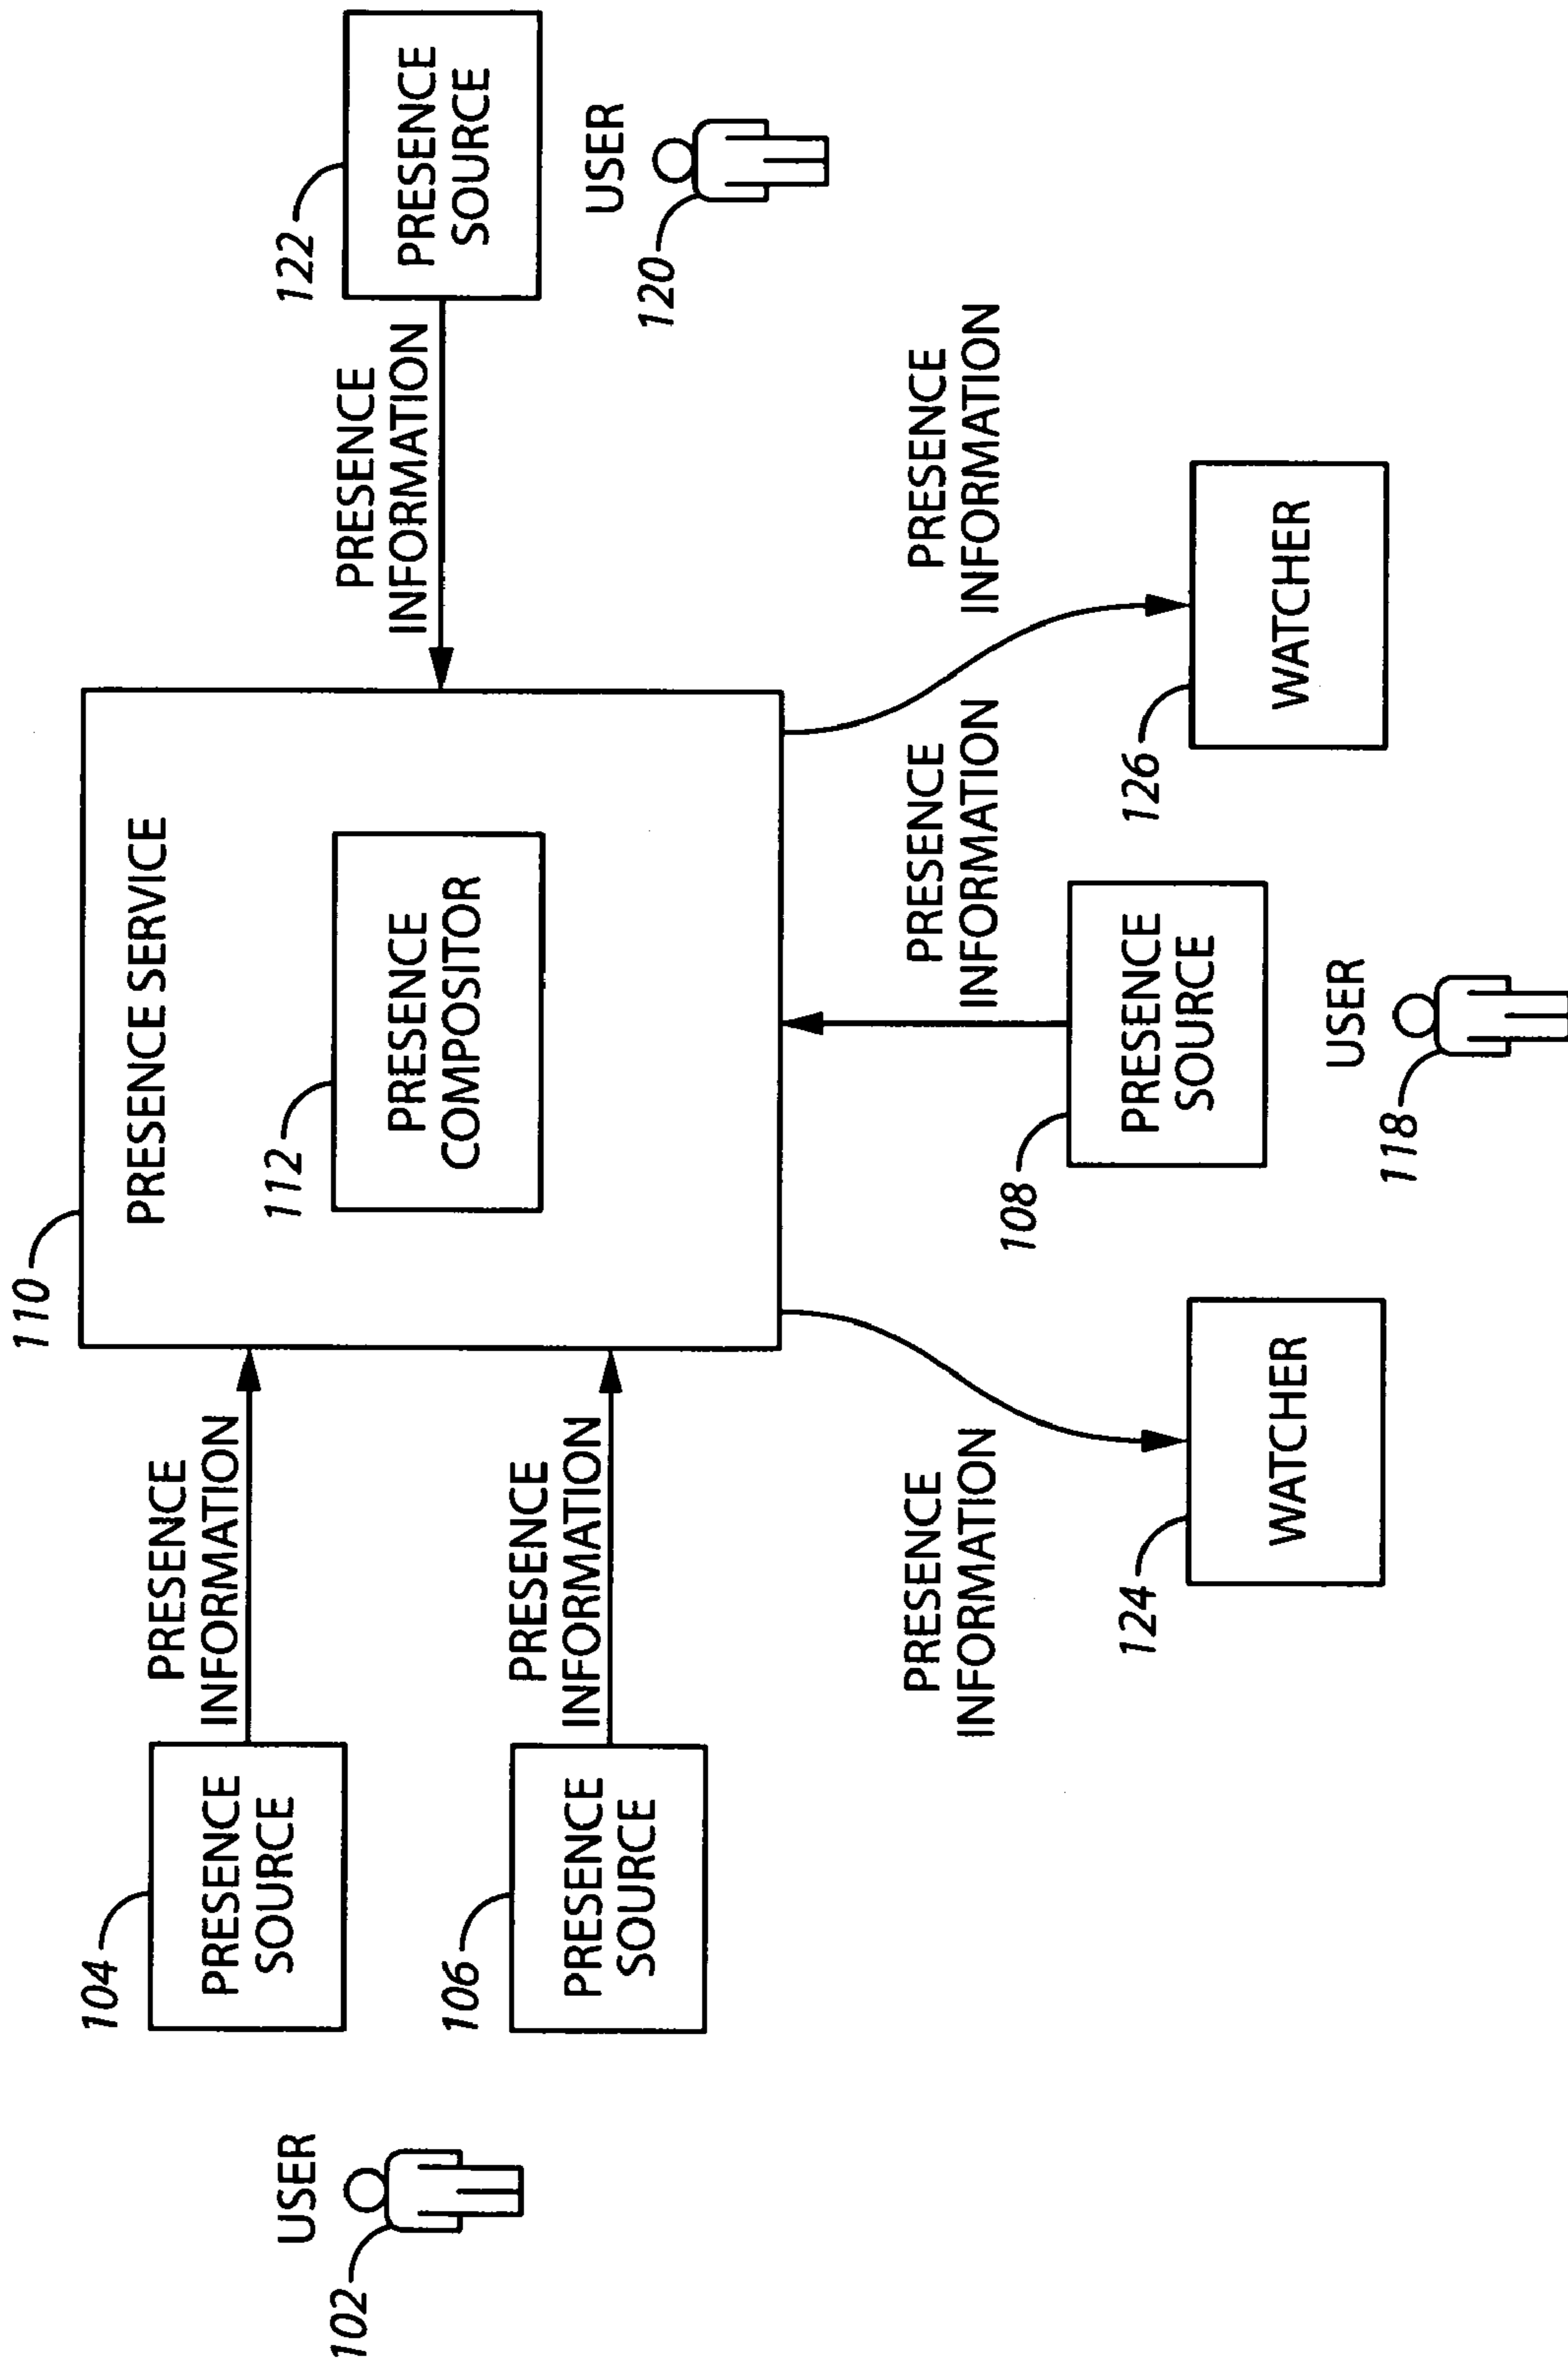 110
PRESENCE SERVICE
112
PRESENCE
COMPOSITOR
104
PRESENCE
SOURCE
PRESENCE
INFORMATION
106
PRESENCE
SOURCE
PRESENCE
INFORMATION
USER
102
122
PRESENCE
SOURCE
PRESENCE
INFORMATION
USER
120
PRESENCE
INFORMATION
124
WATCHER
PRESENCE
INFORMATION
108
PRESENCE
SOURCE
USER
118
PRESENCE
INFORMATION
126
WATCHER